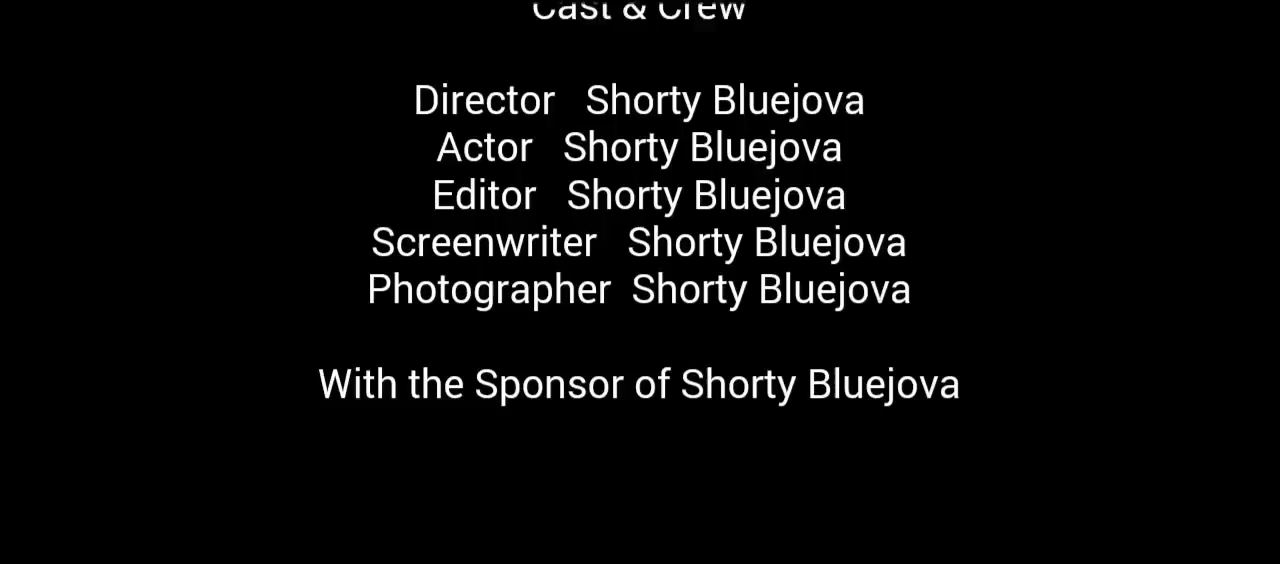 Cast & Crew
Director Shorty Bluejova
Actor Shorty Bluejova
Editor Shorty Bluejova
Screenwriter Shorty Bluejova
Photographer Shorty Bluejova
With the Sponsor of Shorty Bluejova